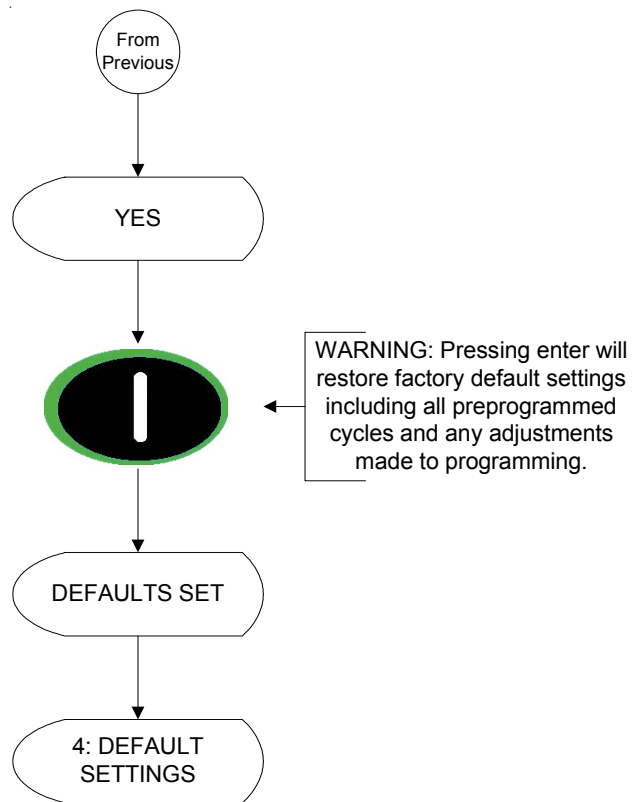 From
Previous
YES
WARNING: Pressing enter will
restore factory default settings
including all preprogrammed
cycles and any adjustments
made to programming.
DEFAULTS SET
4: DEFAULT
SETTINGS